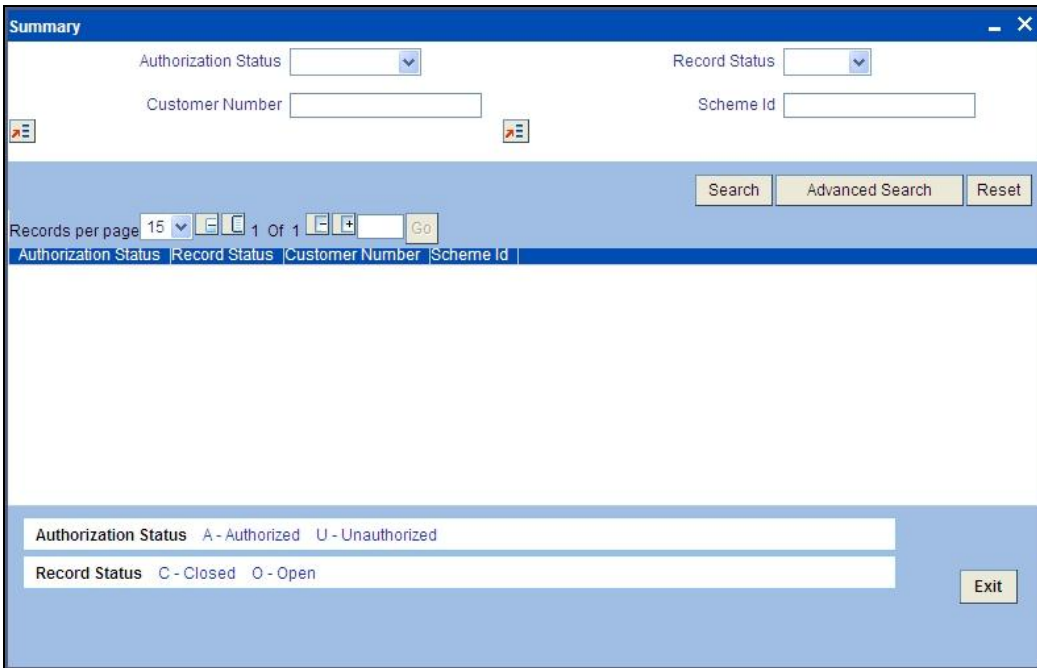 Summary
Authorization Status Record Status
Customer Number Scheme Id
Search Advanced Search Reset
Records per page 15 1 Of 1 Go
Authorization Status Record Status Customer Number Scheme Id
Authorization Status A - Authorized U - Unauthorized
Record Status C - Closed O - Open
Exit